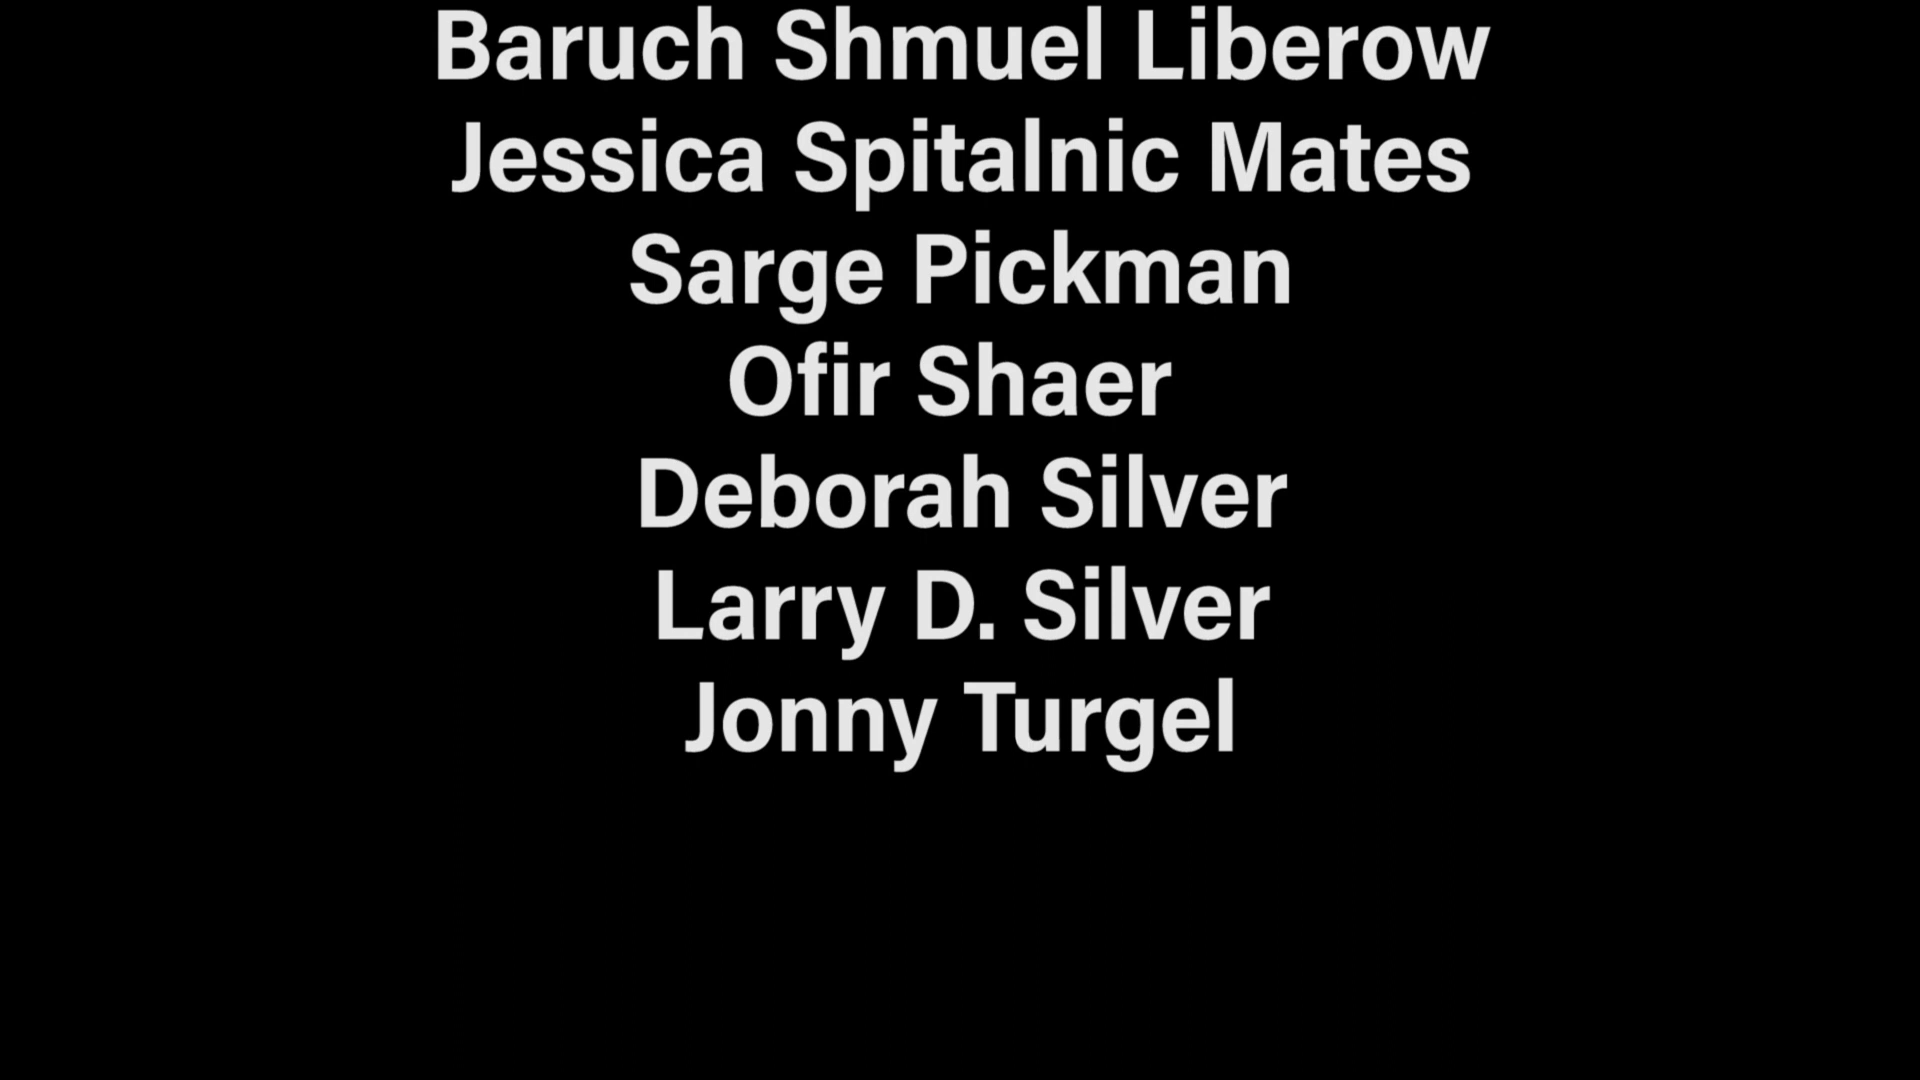 Baruch Shmuel Liberow
Jessica Spitalnic Mates
Sarge Pickman
Ofir Shaer
Deborah Silver
Larry D. Silver
Jonny Turgel